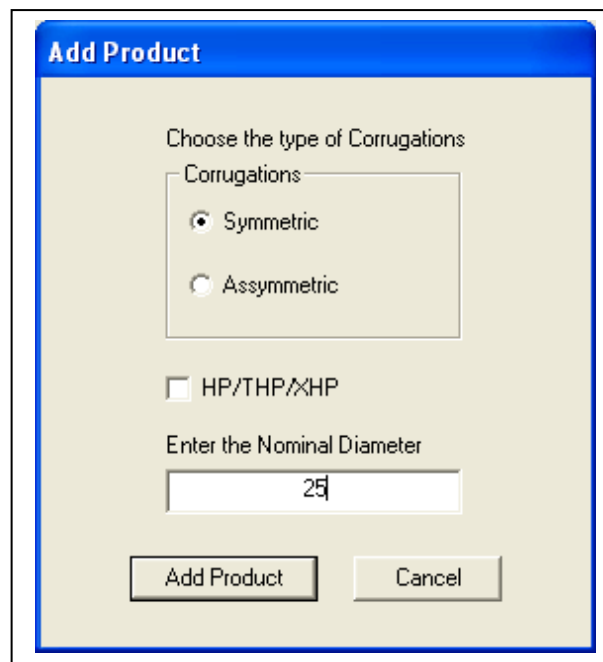 Add Product
Choose the type of Corrugations
Corrugations
Symmetric
Assymmetric
HP/THP/XHP
Enter the Nominal Diameter
25
Add Product Cancel